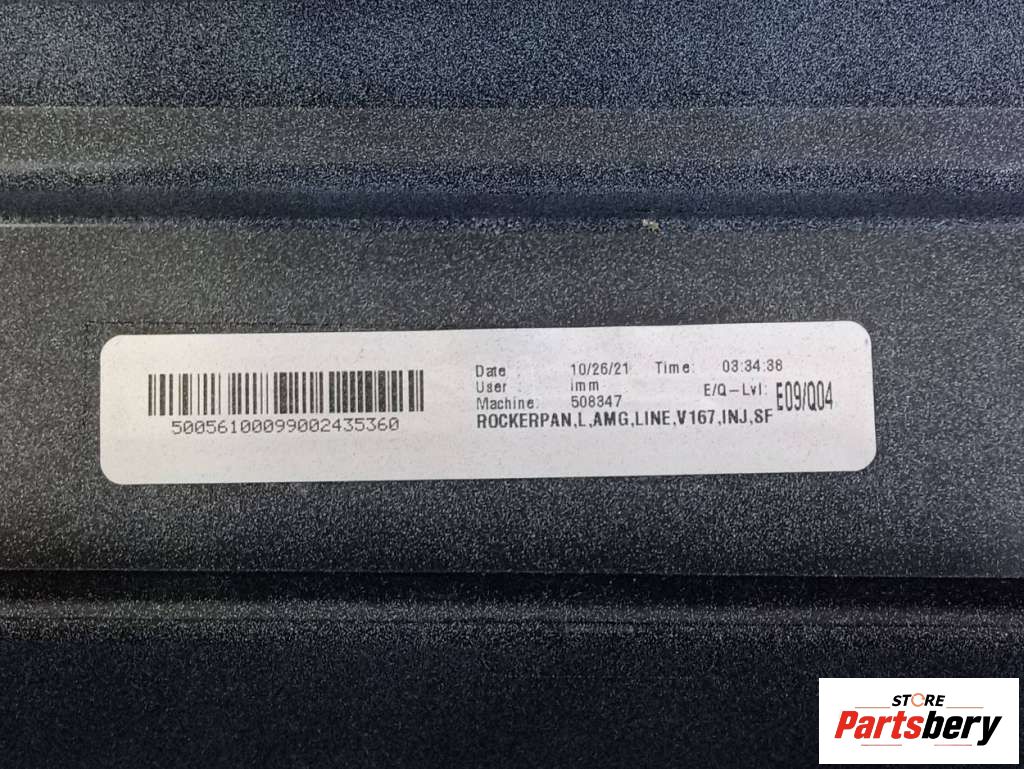 Date : 10/26/21 Time: 03:34:38
User : imm E/Q-Lvl: E09/Q04
Machine: 508347
ROCKERPAN,L,AMG,LINE,V167,INJ,SF
50056100099002435360
STORE
Partsbery